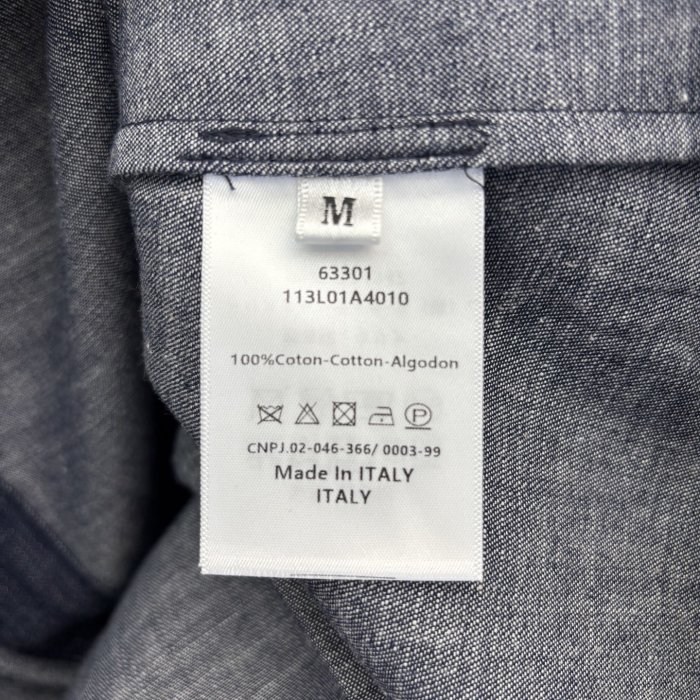 M
63301
113L01A4010
100%Coton-Cotton-Algodon
CNPJ.02-046-366/ 0003-99
Made In ITALY
ITALY